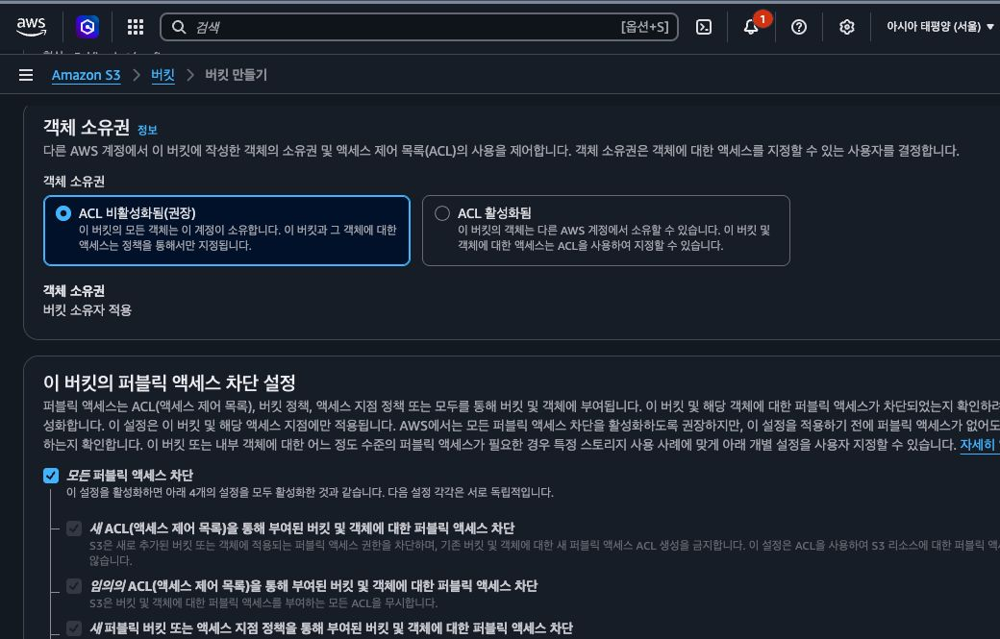 aws
검색
[옵션+S]
1
아시아 태평양 (서울)
Amazon S3
버킷
버킷 만들기
객체 소유권 정보
다른 AWS 계정에서 이 버킷에 작성한 객체의 소유권 및 액세스 제어 목록(ACL)의 사용을 제어합니다. 객체 소유권은 객체에 대한 액세스를 지정할 수 있는 사용자를 결정합니다.
객체 소유권
ACL 비활성화됨(권장)
이 버킷의 모든 객체는 이 계정이 소유합니다. 이 버킷과 그 객체에 대한
액세스는 정책을 통해서만 지정됩니다.
ACL 활성화됨
이 버킷의 객체는 다른 AWS 계정에서 소유할 수 있습니다. 이 버킷 및
객체에 대한 액세스는 ACL을 사용하여 지정할 수 있습니다.
객체 소유권
버킷 소유자 적용
이 버킷의 퍼블릭 액세스 차단 설정
퍼블릭 액세스는 ACL(액세스 제어 목록), 버킷 정책, 액세스 지점 정책 또는 모두를 통해 버킷 및 객체에 부여됩니다. 이 버킷 및 해당 객체에 대한 퍼블릭 액세스가 차단되었는지 확인하려
성화합니다. 이 설정은 이 버킷 및 해당 액세스 지점에만 적용됩니다. AWS에서는 모든 퍼블릭 액세스 차단을 활성화하도록 권장하지만, 이 설정을 적용하기 전에 퍼블릭 액세스가 없어도
하는지 확인합니다. 이 버킷 또는 내부 객체에 대한 어느 정도 수준의 퍼블릭 액세스가 필요한 경우 특정 스토리지 사용 사례에 맞게 아래 개별 설정을 사용자 지정할 수 있습니다. 자세히
모든 퍼블릭 액세스 차단
이 설정을 활성화하면 아래 4개의 설정을 모두 활성화한 것과 같습니다. 다음 설정 각각은 서로 독립적입니다.
새 ACL(액세스 제어 목록)을 통해 부여된 버킷 및 객체에 대한 퍼블릭 액세스 차단
S3은 새로 추가된 버킷 또는 객체에 적용되는 퍼블릭 액세스 권한을 차단하며, 기존 버킷 및 객체에 대한 새 퍼블릭 액세스 ACL 생성을 금지합니다. 이 설정은 ACL을 사용하여 S3 리소스에 대한 퍼블릭
않습니다.
임의의 ACL(액세스 제어 목록)을 통해 부여된 버킷 및 객체에 대한 퍼블릭 액세스 차단
S3은 버킷 및 객체에 대한 퍼블릭 액세스를 부여하는 모든 ACL을 무시합니다.
새 퍼블릭 버킷 또는 액세스 지점 정책을 통해 부여된 버킷 및 객체에 대한 퍼블릭 액세스 차단